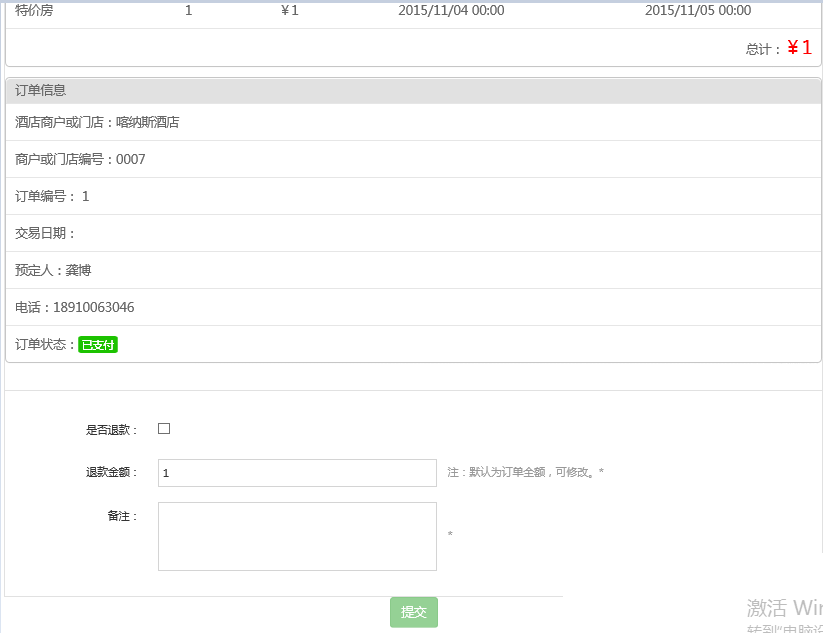 特价房 1 ¥1 2015/11/04 00:00 2015/11/05 00:00
总计：¥1
订单信息
酒店商户或门店：喀纳斯酒店
商户或门店编号：0007
订单编号： 1
交易日期：
预定人：龚博
电话：18910063046
订单状态：已支付
是否退款：
退款金额： 1 注：默认为订单全额，可修改。*
备注： *
提交
激活 Win
转到"电脑设